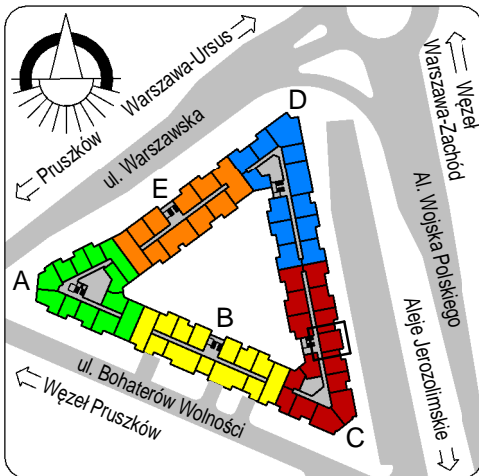 Warszawa-Ursus
Pruszków
ul. Warszawska
Węzeł
Warszawa-Zachód
Al. Wojska Polskiego
Aleje Jerozolimskie
D
E
A
B
C
ul. Bohaterów Wolności
Węzeł Pruszków